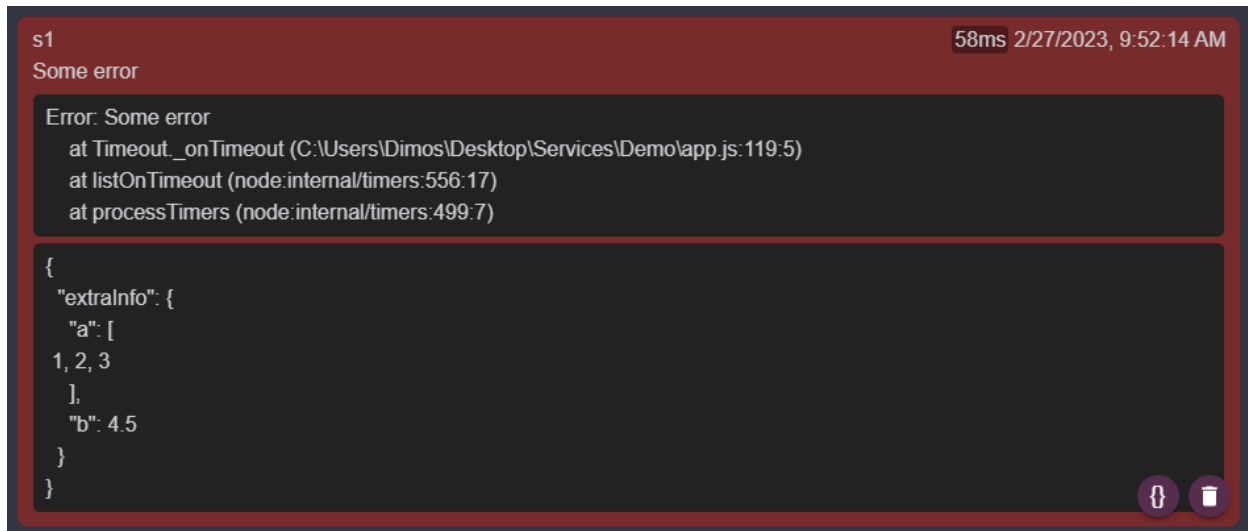 s1
58ms 2/27/2023, 9:52:14 AM
Some error
Error: Some error
at Timeout._onTimeout (C:\Users\Dimos\Desktop\Services\Demo\app.js:119:5)
at listOnTimeout (node:internal/timers:556:17)
at processTimers (node:internal/timers:499:7)
{
"extraInfo": {
"a": [
1, 2, 3
],
"b": 4.5
}
}
{}